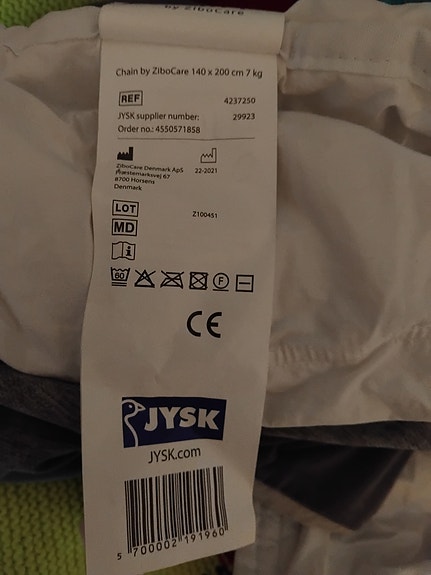 by ZiboCare
Chain by ZiboCare 140 x 200 cm 7 kg
REF 4237250
JYSK supplier number: 29923
Order no.: 4550571858
ZiboCare Denmark ApS 22-2021
Præstemarksvej 67
8700 Horsens
Denmark
LOT Z100451
MD
i
60 F
CE
JYSK
JYSK.com
5 700002 191960